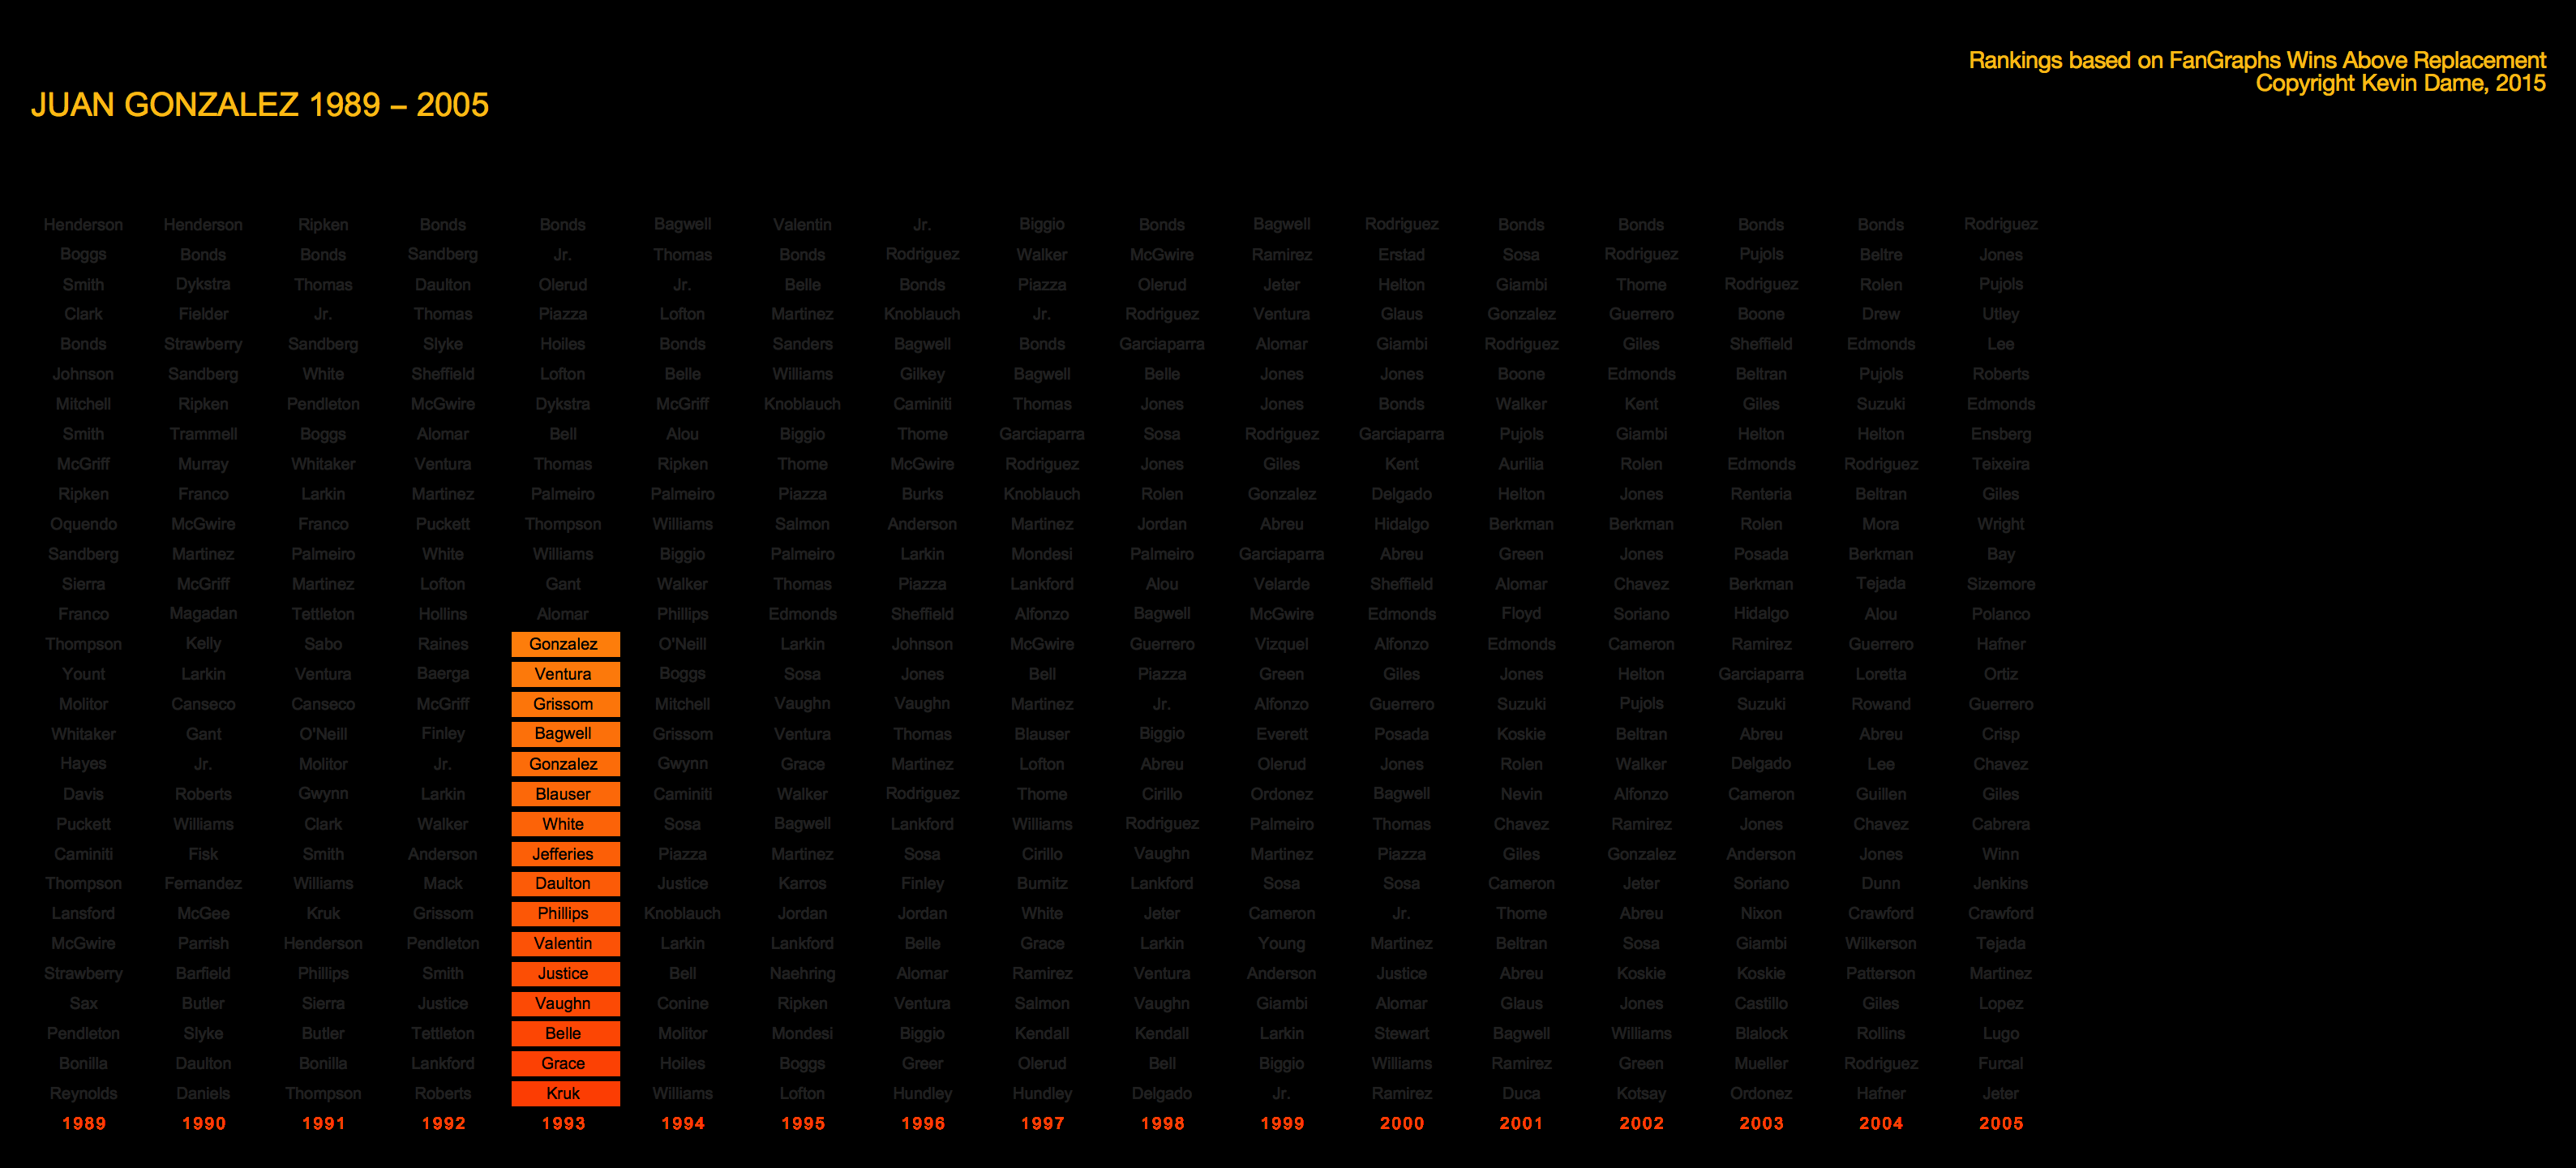 Rankings based on FanGraphs Wins Above Replacement
Copyright Kevin Dame, 2015
JUAN GONZALEZ 1989 – 2005
Henderson Henderson Ripken Bonds Bonds Bagwell Valentin Jr. Biggio Bonds Bagwell Rodriguez Bonds Bonds Bonds Bonds Rodriguez
Boggs Bonds Bonds Sandberg Jr. Thomas Bonds Rodriguez Walker McGwire Ramirez Erstad Sosa Rodriguez Pujols Beltre Jones
Smith Dykstra Thomas Daulton Olerud Jr. Belle Bonds Piazza Olerud Jeter Helton Giambi Thome Rodriguez Rolen Pujols
Clark Fielder Jr. Thomas Piazza Lofton Martinez Knoblauch Jr. Rodriguez Ventura Glaus Gonzalez Guerrero Boone Drew Utley
Bonds Strawberry Sandberg Slyke Hoiles Bonds Sanders Bagwell Bonds Garciaparra Alomar Giambi Rodriguez Giles Sheffield Edmonds Lee
Johnson Sandberg White Sheffield Lofton Belle Williams Gilkey Bagwell Belle Jones Jones Boone Edmonds Beltran Pujols Roberts
Mitchell Ripken Pendleton McGwire Dykstra McGriff Knoblauch Caminiti Thomas Jones Jones Bonds Walker Kent Giles Suzuki Edmonds
Smith Trammell Boggs Alomar Bell Alou Biggio Thome Garciaparra Sosa Rodriguez Garciaparra Pujols Giambi Helton Helton Ensberg
McGriff Murray Whitaker Ventura Thomas Ripken Thome McGwire Rodriguez Jones Giles Kent Aurilia Rolen Edmonds Rodriguez Teixeira
Ripken Franco Larkin Martinez Palmeiro Palmeiro Piazza Burks Knoblauch Rolen Gonzalez Delgado Helton Jones Renteria Beltran Giles
Oquendo McGwire Franco Puckett Thompson Williams Salmon Anderson Martinez Jordan Abreu Hidalgo Berkman Berkman Rolen Mora Wright
Sandberg Martinez Palmeiro White Williams Biggio Palmeiro Larkin Mondesi Palmeiro Garciaparra Abreu Green Jones Posada Berkman Bay
Sierra McGriff Martinez Lofton Gant Walker Thomas Piazza Lankford Alou Velarde Sheffield Alomar Chavez Berkman Tejada Sizemore
Franco Magadan Tettleton Hollins Alomar Phillips Edmonds Sheffield Alfonzo Bagwell McGwire Edmonds Floyd Soriano Hidalgo Alou Polanco
Thompson Kelly Sabo Raines Gonzalez O'Neill Larkin Johnson McGwire Guerrero Vizquel Alfonzo Edmonds Cameron Ramirez Guerrero Hafner
Yount Larkin Ventura Baerga Ventura Boggs Sosa Jones Bell Piazza Green Giles Jones Helton Garciaparra Loretta Ortiz
Molitor Canseco Canseco McGriff Grissom Mitchell Vaughn Vaughn Martinez Jr. Alfonzo Guerrero Suzuki Pujols Suzuki Rowand Guerrero
Whitaker Gant O'Neill Finley Bagwell Grissom Ventura Thomas Blauser Biggio Everett Posada Koskie Beltran Abreu Abreu Crisp
Hayes Jr. Molitor Jr. Gonzalez Gwynn Grace Martinez Lofton Abreu Olerud Jones Rolen Walker Delgado Lee Chavez
Davis Roberts Gwynn Larkin Blauser Caminiti Walker Rodriguez Thome Cirillo Ordonez Bagwell Nevin Alfonzo Cameron Guillen Giles
Puckett Williams Clark Walker White Sosa Bagwell Lankford Williams Rodriguez Palmeiro Thomas Chavez Ramirez Jones Chavez Cabrera
Caminiti Fisk Smith Anderson Jefferies Piazza Martinez Sosa Cirillo Vaughn Martinez Piazza Giles Gonzalez Anderson Jones Winn
Thompson Fernandez Williams Mack Daulton Justice Karros Finley Burnitz Lankford Sosa Sosa Cameron Jeter Soriano Dunn Jenkins
Lansford McGee Kruk Grissom Phillips Knoblauch Jordan Jordan White Jeter Cameron Jr. Thome Abreu Nixon Crawford Crawford
McGwire Parrish Henderson Pendleton Valentin Larkin Lankford Belle Grace Larkin Young Martinez Beltran Sosa Giambi Wilkerson Tejada
Strawberry Barfield Phillips Smith Justice Bell Naehring Alomar Ramirez Ventura Anderson Justice Abreu Koskie Koskie Patterson Martinez
Sax Butler Sierra Justice Vaughn Conine Ripken Ventura Salmon Vaughn Giambi Alomar Glaus Jones Castillo Giles Lopez
Pendleton Slyke Butler Tettleton Belle Molitor Mondesi Biggio Kendall Kendall Larkin Stewart Bagwell Williams Blalock Rollins Lugo
Bonilla Daulton Bonilla Lankford Grace Hoiles Boggs Greer Olerud Bell Biggio Williams Ramirez Green Mueller Rodriguez Furcal
Reynolds Daniels Thompson Roberts Kruk Williams Lofton Hundley Hundley Delgado Jr. Ramirez Duca Kotsay Ordonez Hafner Jeter
1989 1990 1991 1992 1993 1994 1995 1996 1997 1998 1999 2000 2001 2002 2003 2004 2005